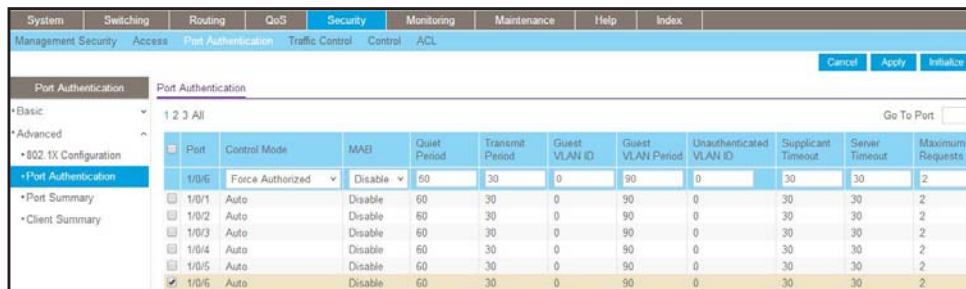 System Switching Routing QoS Security Monitoring Maintenance Help Index
Management Security Access Port Authentication Traffic Control Control ACL
Cancel Apply Initialize
Port Authentication
Basic
Advanced
802.1X Configuration
Port Authentication
Port Summary
Client Summary
Port Authentication
1 2 3 All Go To Port
Port Control Mode MAB Quiet Period Transmit Period Guest VLAN ID Guest VLAN Period Unauthenticated VLAN ID Supplicant Timeout Server Timeout Maximum Requests
1/0/6 Force Authorized Disable 60 30 0 90 0 30 30 2
1/0/1 Auto Disable 60 30 0 90 0 30 30 2
1/0/2 Auto Disable 60 30 0 90 0 30 30 2
1/0/3 Auto Disable 60 30 0 90 0 30 30 2
1/0/4 Auto Disable 60 30 0 90 0 30 30 2
1/0/5 Auto Disable 60 30 0 90 0 30 30 2
1/0/6 Auto Disable 60 30 0 90 0 30 30 2